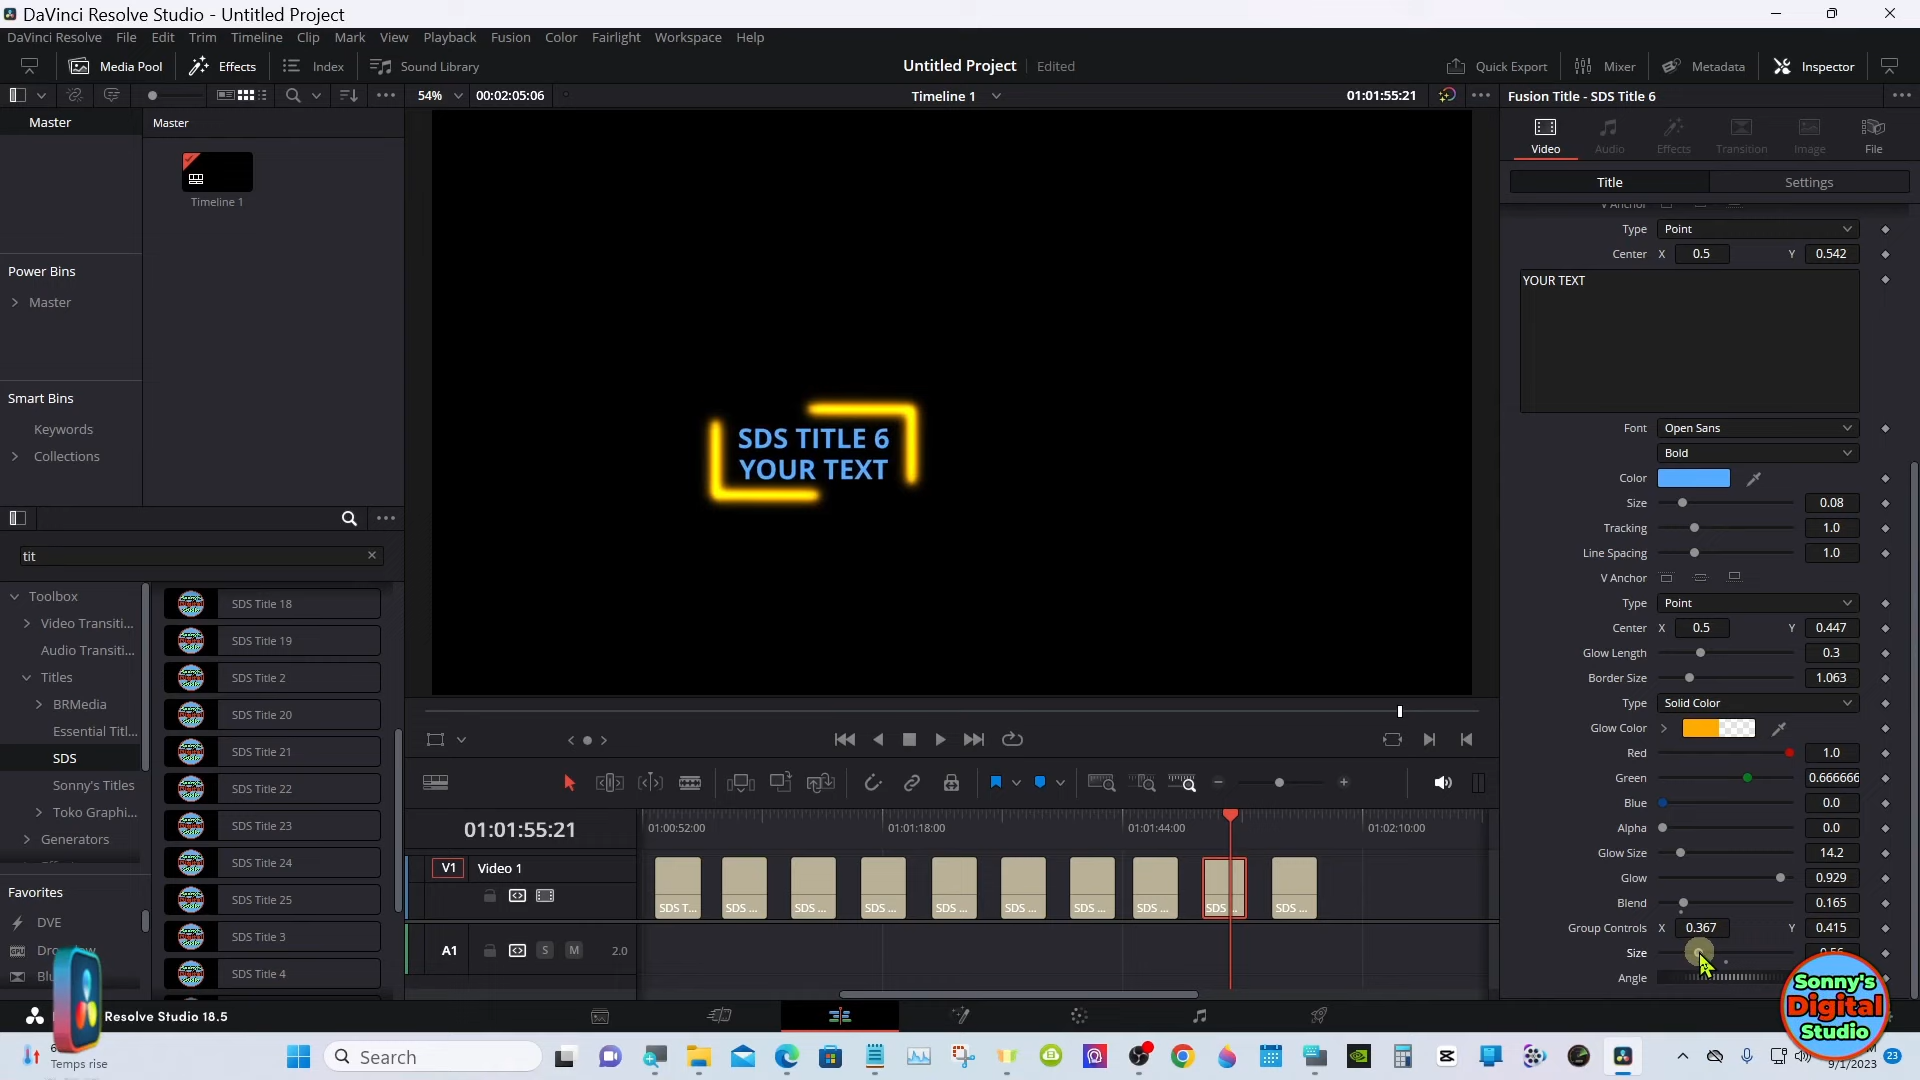 DaVinci Resolve Studio - Untitled Project
DaVinci Resolve File Edit Trim Timeline Clip Mark View Playback Fusion Color Fairlight Workspace Help
Media Pool Effects Index Sound Library Untitled Project Edited Quick Export Mixer Metadata Inspector
54% 00:02:05:06 Timeline 1 01:01:55:21 Fusion Title - SDS Title 6
Master Master
Timeline 1
Power Bins
Master
Smart Bins
Keywords
Collections
Video Audio Effects Transition Image File
Title Settings
V Anchor
Type Point
Center X 0.5 Y 0.542
YOUR TEXT
SDS TITLE 6
YOUR TEXT
Font Open Sans
Bold
Color
Size 0.08
Tracking 1.0
Line Spacing 1.0
V Anchor
Type Point
Center X 0.5 Y 0.447
Glow Length 0.3
Border Size 1.063
Type Solid Color
Glow Color
Red 1.0
Green 0.666666
Blue 0.0
Alpha 0.0
Glow Size 14.2
Glow 0.929
Blend 0.165
Group Controls X 0.367 Y 0.415
Size
Angle
tit
Toolbox
Video Transiti...
Audio Transiti...
Titles
BRMedia
Essential Titl...
SDS
Sonny's Titles
Toko Graphi...
Generators
Favorites
DVE
SDS Title 18
SDS Title 19
SDS Title 2
SDS Title 20
SDS Title 21
SDS Title 22
SDS Title 23
SDS Title 24
SDS Title 25
SDS Title 3
SDS Title 4
01:01:55:21 01:00:52:00 01:01:18:00 01:01:44:00 01:02:10:00
V1 Video 1
SDS T... SDS ... SDS ... SDS ... SDS ... SDS ... SDS ... SDS ... SDS ... SDS ...
A1 S M 2.0
Resolve Studio 18.5
Sonny's
Digital
Studio
Temps rise
Search
9/1/2023 23